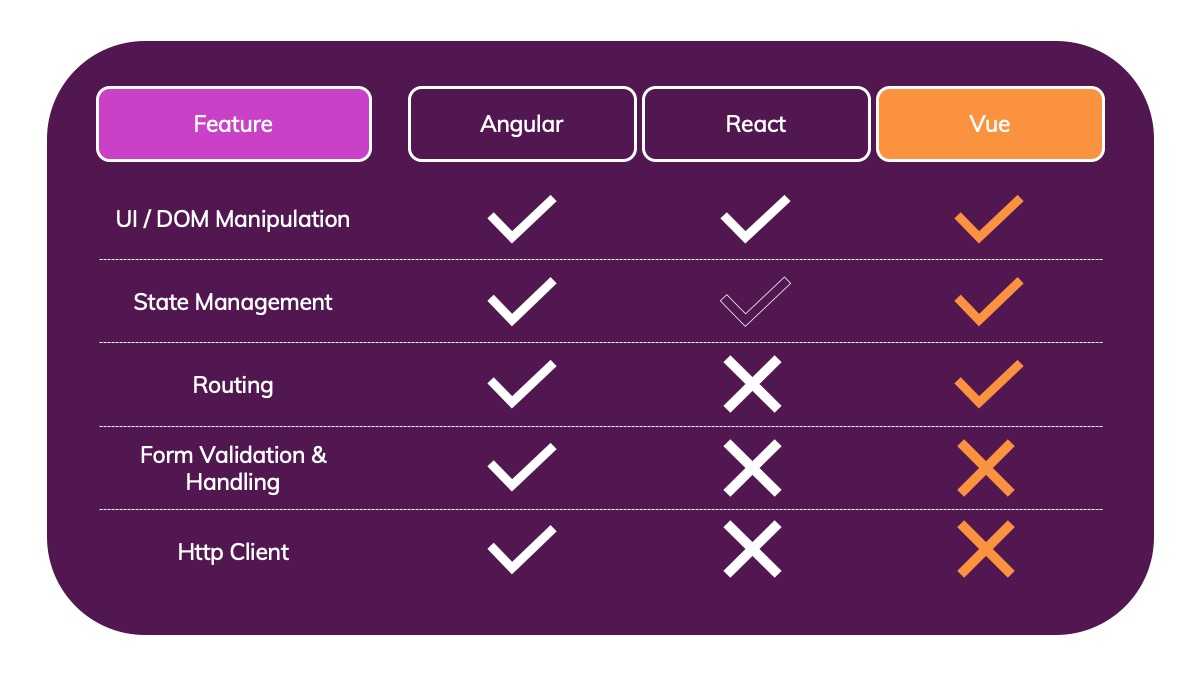 Feature
Angular
React
Vue
UI / DOM Manipulation
State Management
Routing
Form Validation &
Handling
Http Client